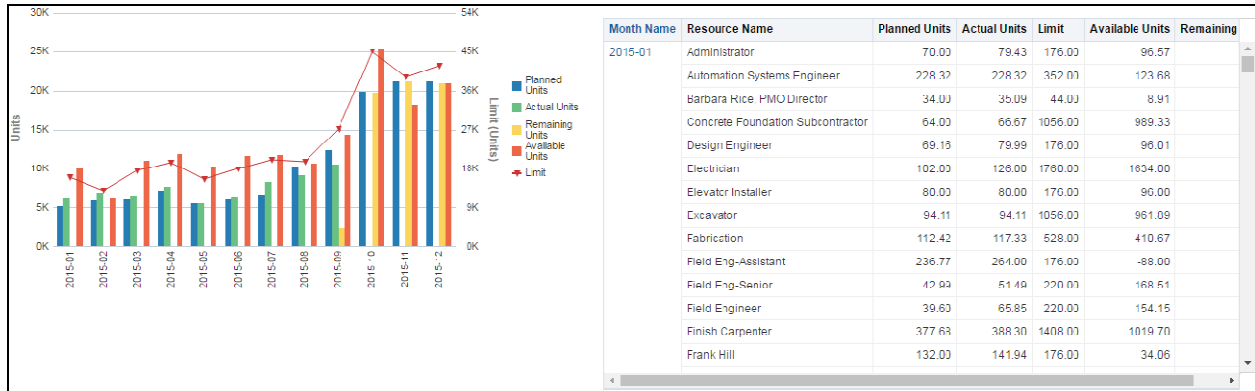 30K
25K
20K
15K
10K
5K
0K
Units
54K
45K
36K
27K
18K
9K
0K
Limit (Units)
2015-01
2015-02
2015-03
2015-04
2015-05
2015-06
2015-07
2015-08
2015-09
2015-10
2015-11
2015-12
Planned
Units
Actual Units
Remaining
Units
Available
Units
Limit
Month Name Resource Name Planned Units Actual Units Limit Available Units Remaining
2015-01 Administrator 70.00 79.43 176.00 96.57
Automation Systems Engineer 228.32 228.32 352.00 123.68
Barbara Rice, PMO Director 34.00 35.09 44.00 8.91
Concrete Foundation Subcontractor 64.00 66.67 1056.00 989.33
Design Engineer 69.16 79.99 176.00 96.01
Electrician 102.00 126.00 1760.00 1634.00
Elevator Installer 80.00 80.00 176.00 96.00
Excavator 94.11 94.11 1056.00 961.89
Fabrication 112.42 117.33 528.00 410.67
Field Eng-Assistant 236.77 264.00 176.00 -88.00
Field Eng-Senior 42.99 51.49 220.00 168.51
Field Engineer 39.60 65.85 220.00 154.15
Finish Carpenter 377.63 388.30 1408.00 1019.70
Frank Hill 132.00 141.94 176.00 34.06